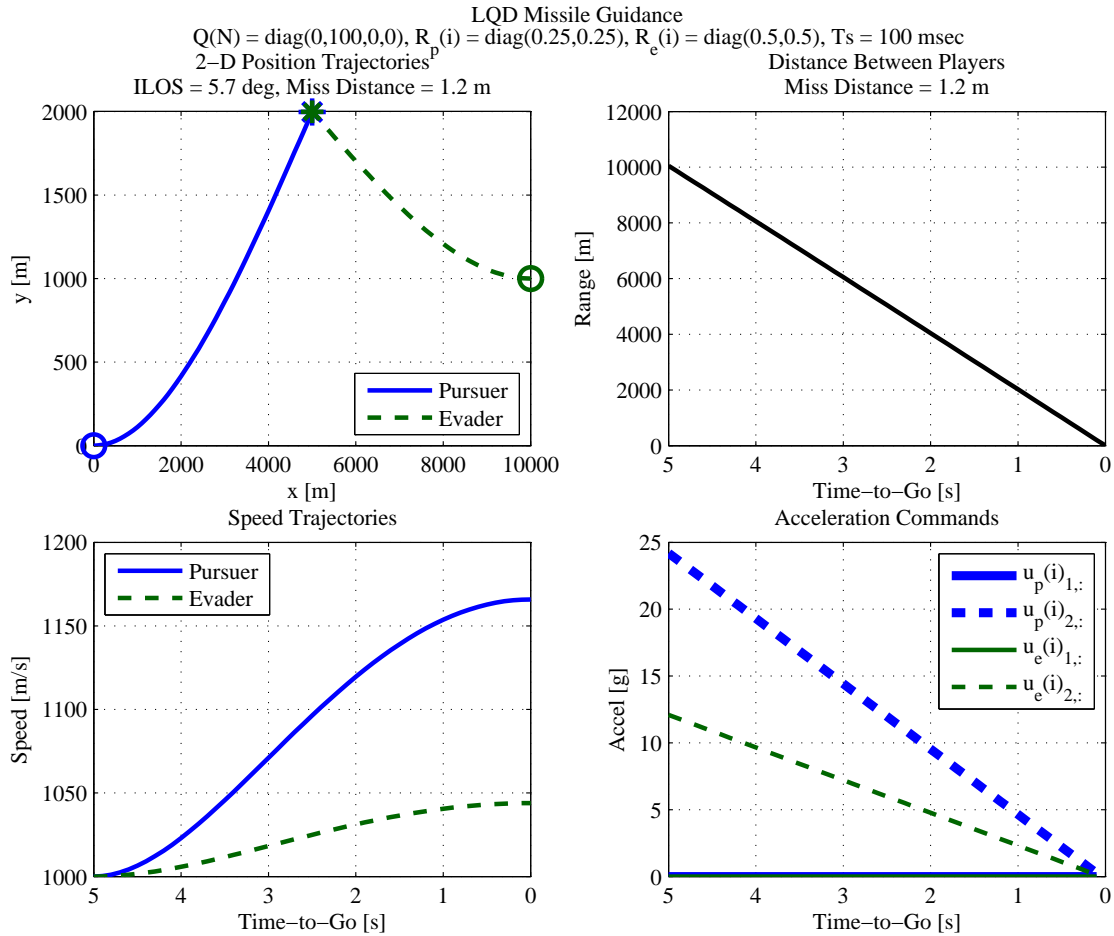 LQD Missile Guidance
Q(N) = diag(0,100,0,0), R_p(i) = diag(0.25,0.25), R_e(i) = diag(0.5,0.5), Ts = 100 msec
2−D Position Trajectories
ILOS = 5.7 deg, Miss Distance = 1.2 m
2000
1500
1000
500
0
y [m]
Pursuer
Evader
0 2000 4000 6000 8000 10000
x [m]
Distance Between Players
Miss Distance = 1.2 m
12000
10000
8000
6000
4000
2000
0
Range [m]
5 4 3 2 1 0
Time−to−Go [s]
Speed Trajectories
1200
1150
1100
1050
1000
Speed [m/s]
Pursuer
Evader
5 4 3 2 1 0
Time−to−Go [s]
Acceleration Commands
25
20
15
10
5
0
Accel [g]
u_p(i)_{1,:}
u_p(i)_{2,:}
u_e(i)_{1,:}
u_e(i)_{2,:}
5 4 3 2 1 0
Time−to−Go [s]